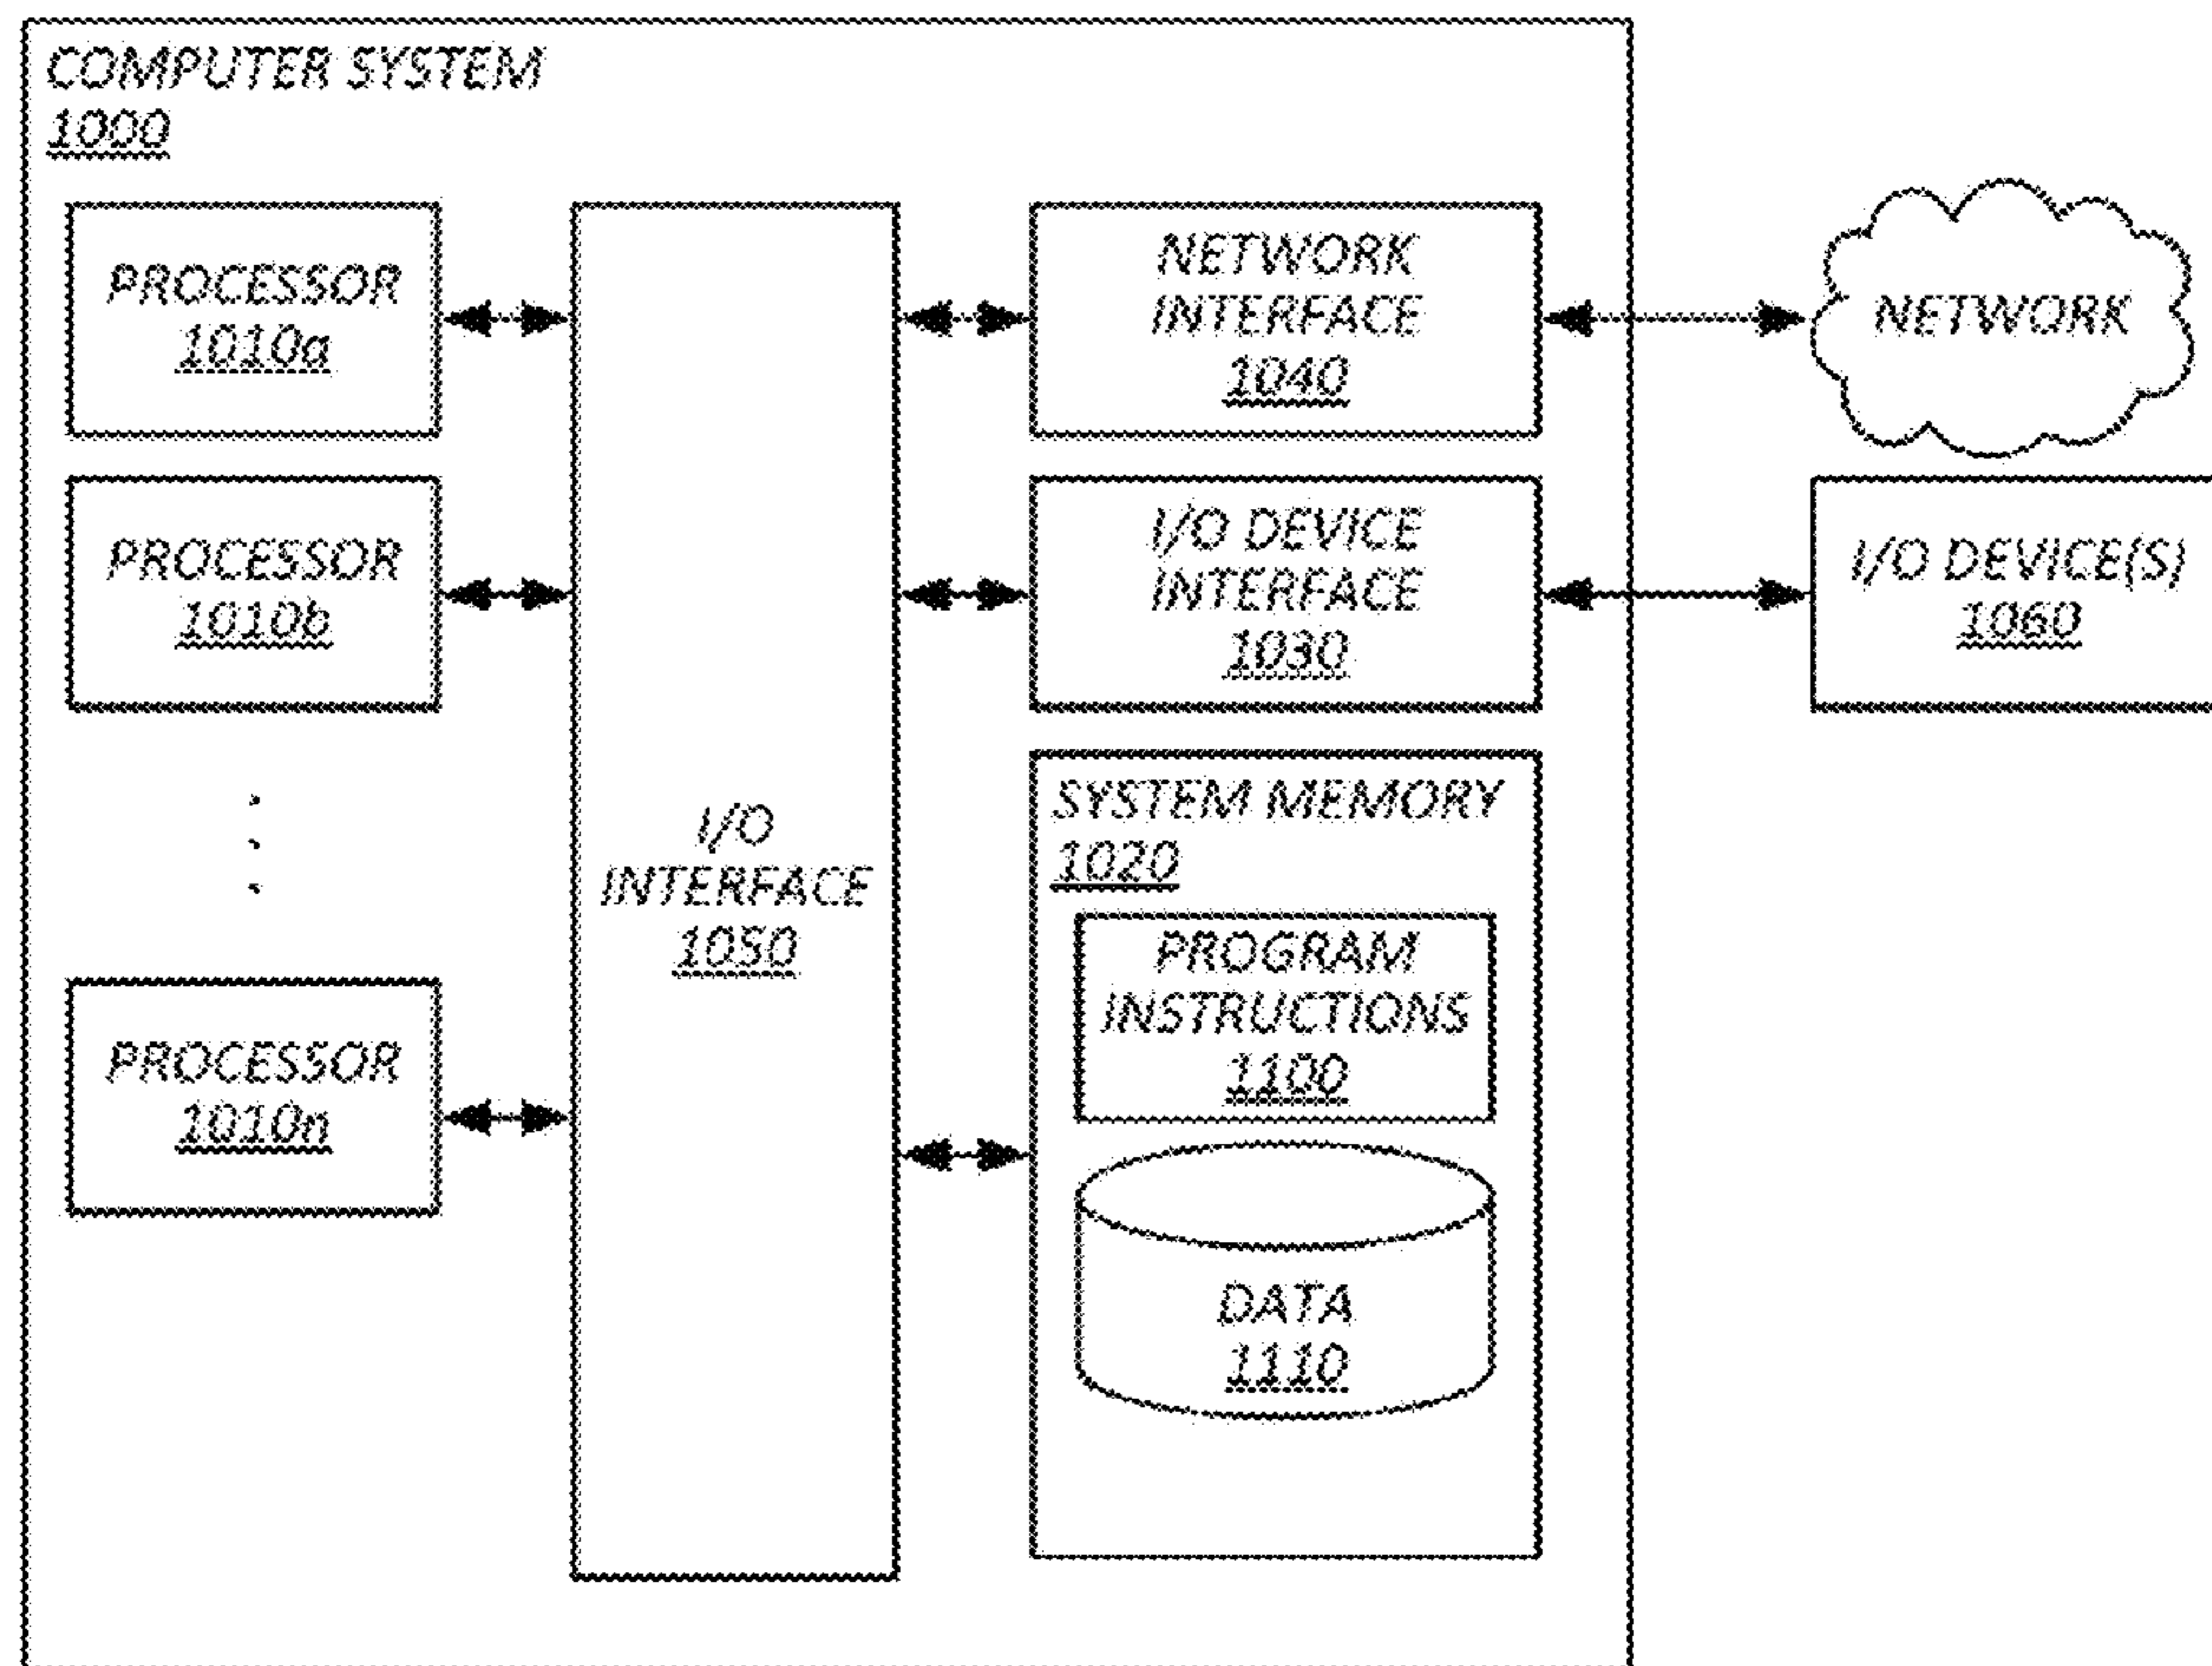 COMPUTER SYSTEM
1000
PROCESSOR
1010a
PROCESSOR
1010b
PROCESSOR
1010n
I/O
INTERFACE
1050
NETWORK
INTERFACE
1040
I/O DEVICE
INTERFACE
1030
SYSTEM MEMORY
1020
PROGRAM
INSTRUCTIONS
1100
DATA
1110
NETWORK
I/O DEVICE(S)
1060